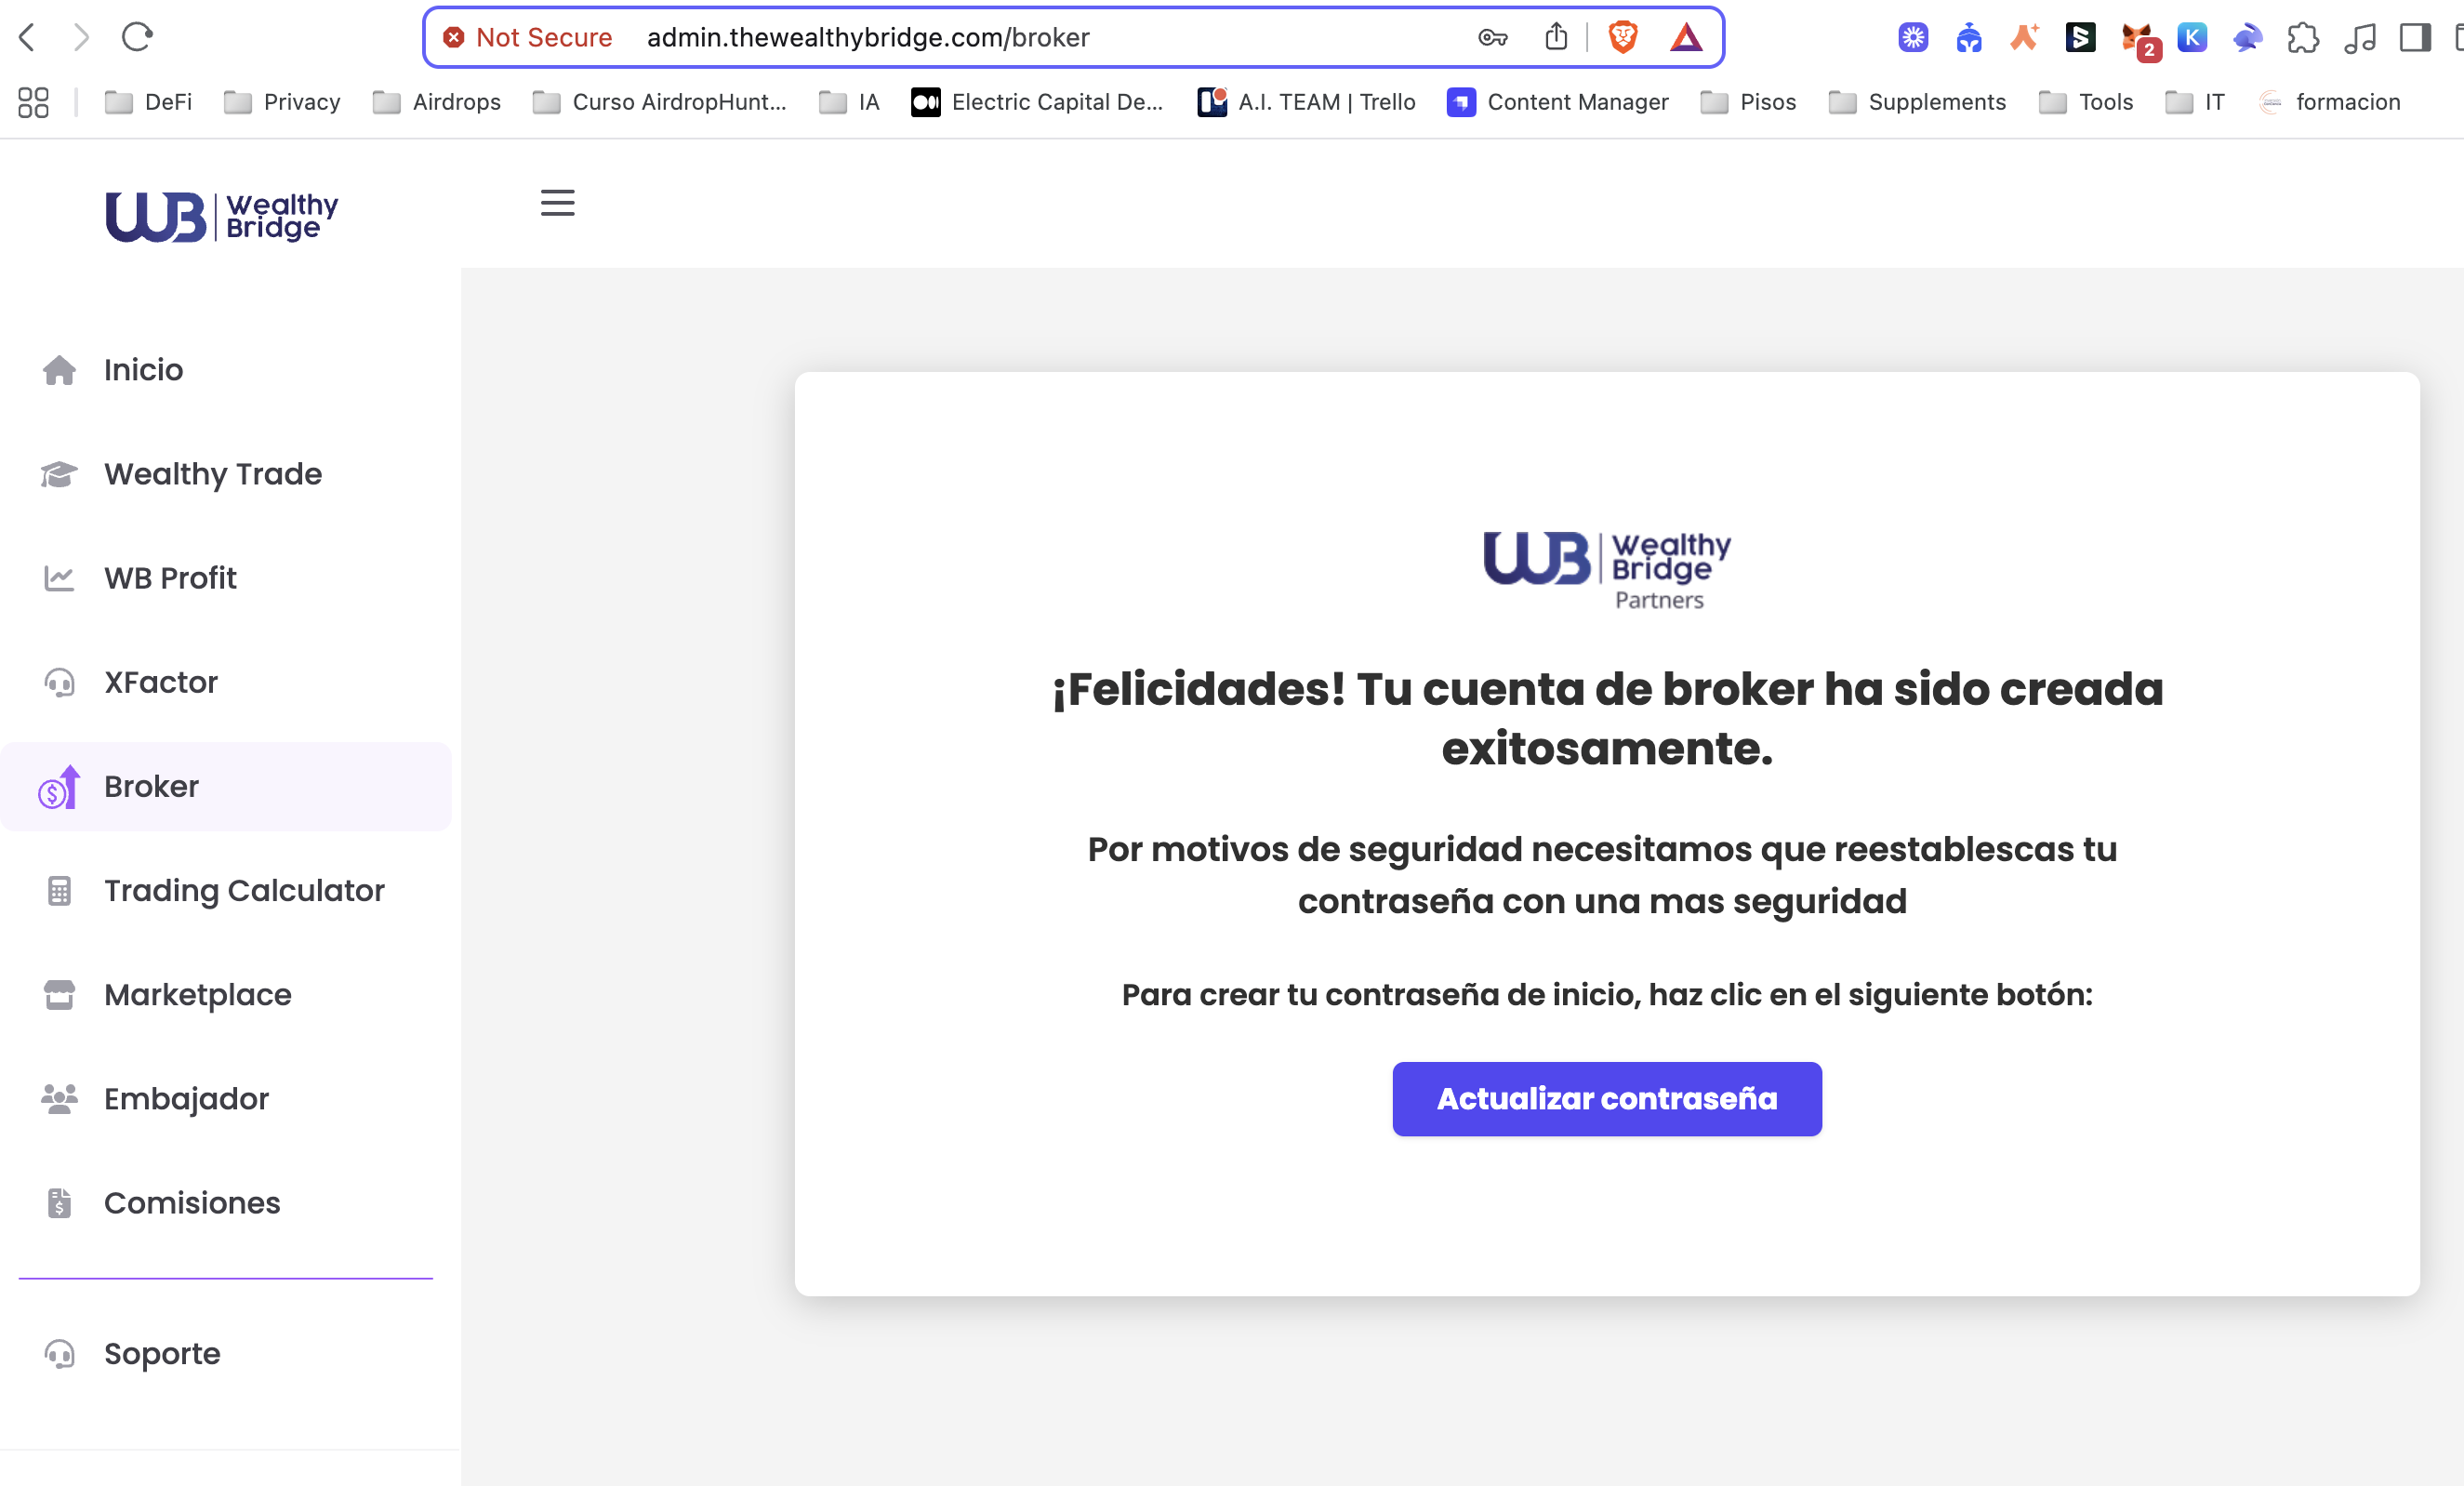 Not Secure admin.thewealthybridge.com/broker
2
K
DeFi Privacy Airdrops Curso AirdropHunt... IA Electric Capital De... A.I. TEAM | Trello Content Manager Pisos Supplements Tools IT formacion
WB Wealthy
Bridge
Inicio
Wealthy Trade
WB Profit
XFactor
Broker
Trading Calculator
Marketplace
Embajador
Comisiones
Soporte
WB Wealthy
Bridge
Partners
¡Felicidades! Tu cuenta de broker ha sido creada
exitosamente.
Por motivos de seguridad necesitamos que reestablescas tu
contraseña con una mas seguridad
Para crear tu contraseña de inicio, haz clic en el siguiente botón:
Actualizar contraseña